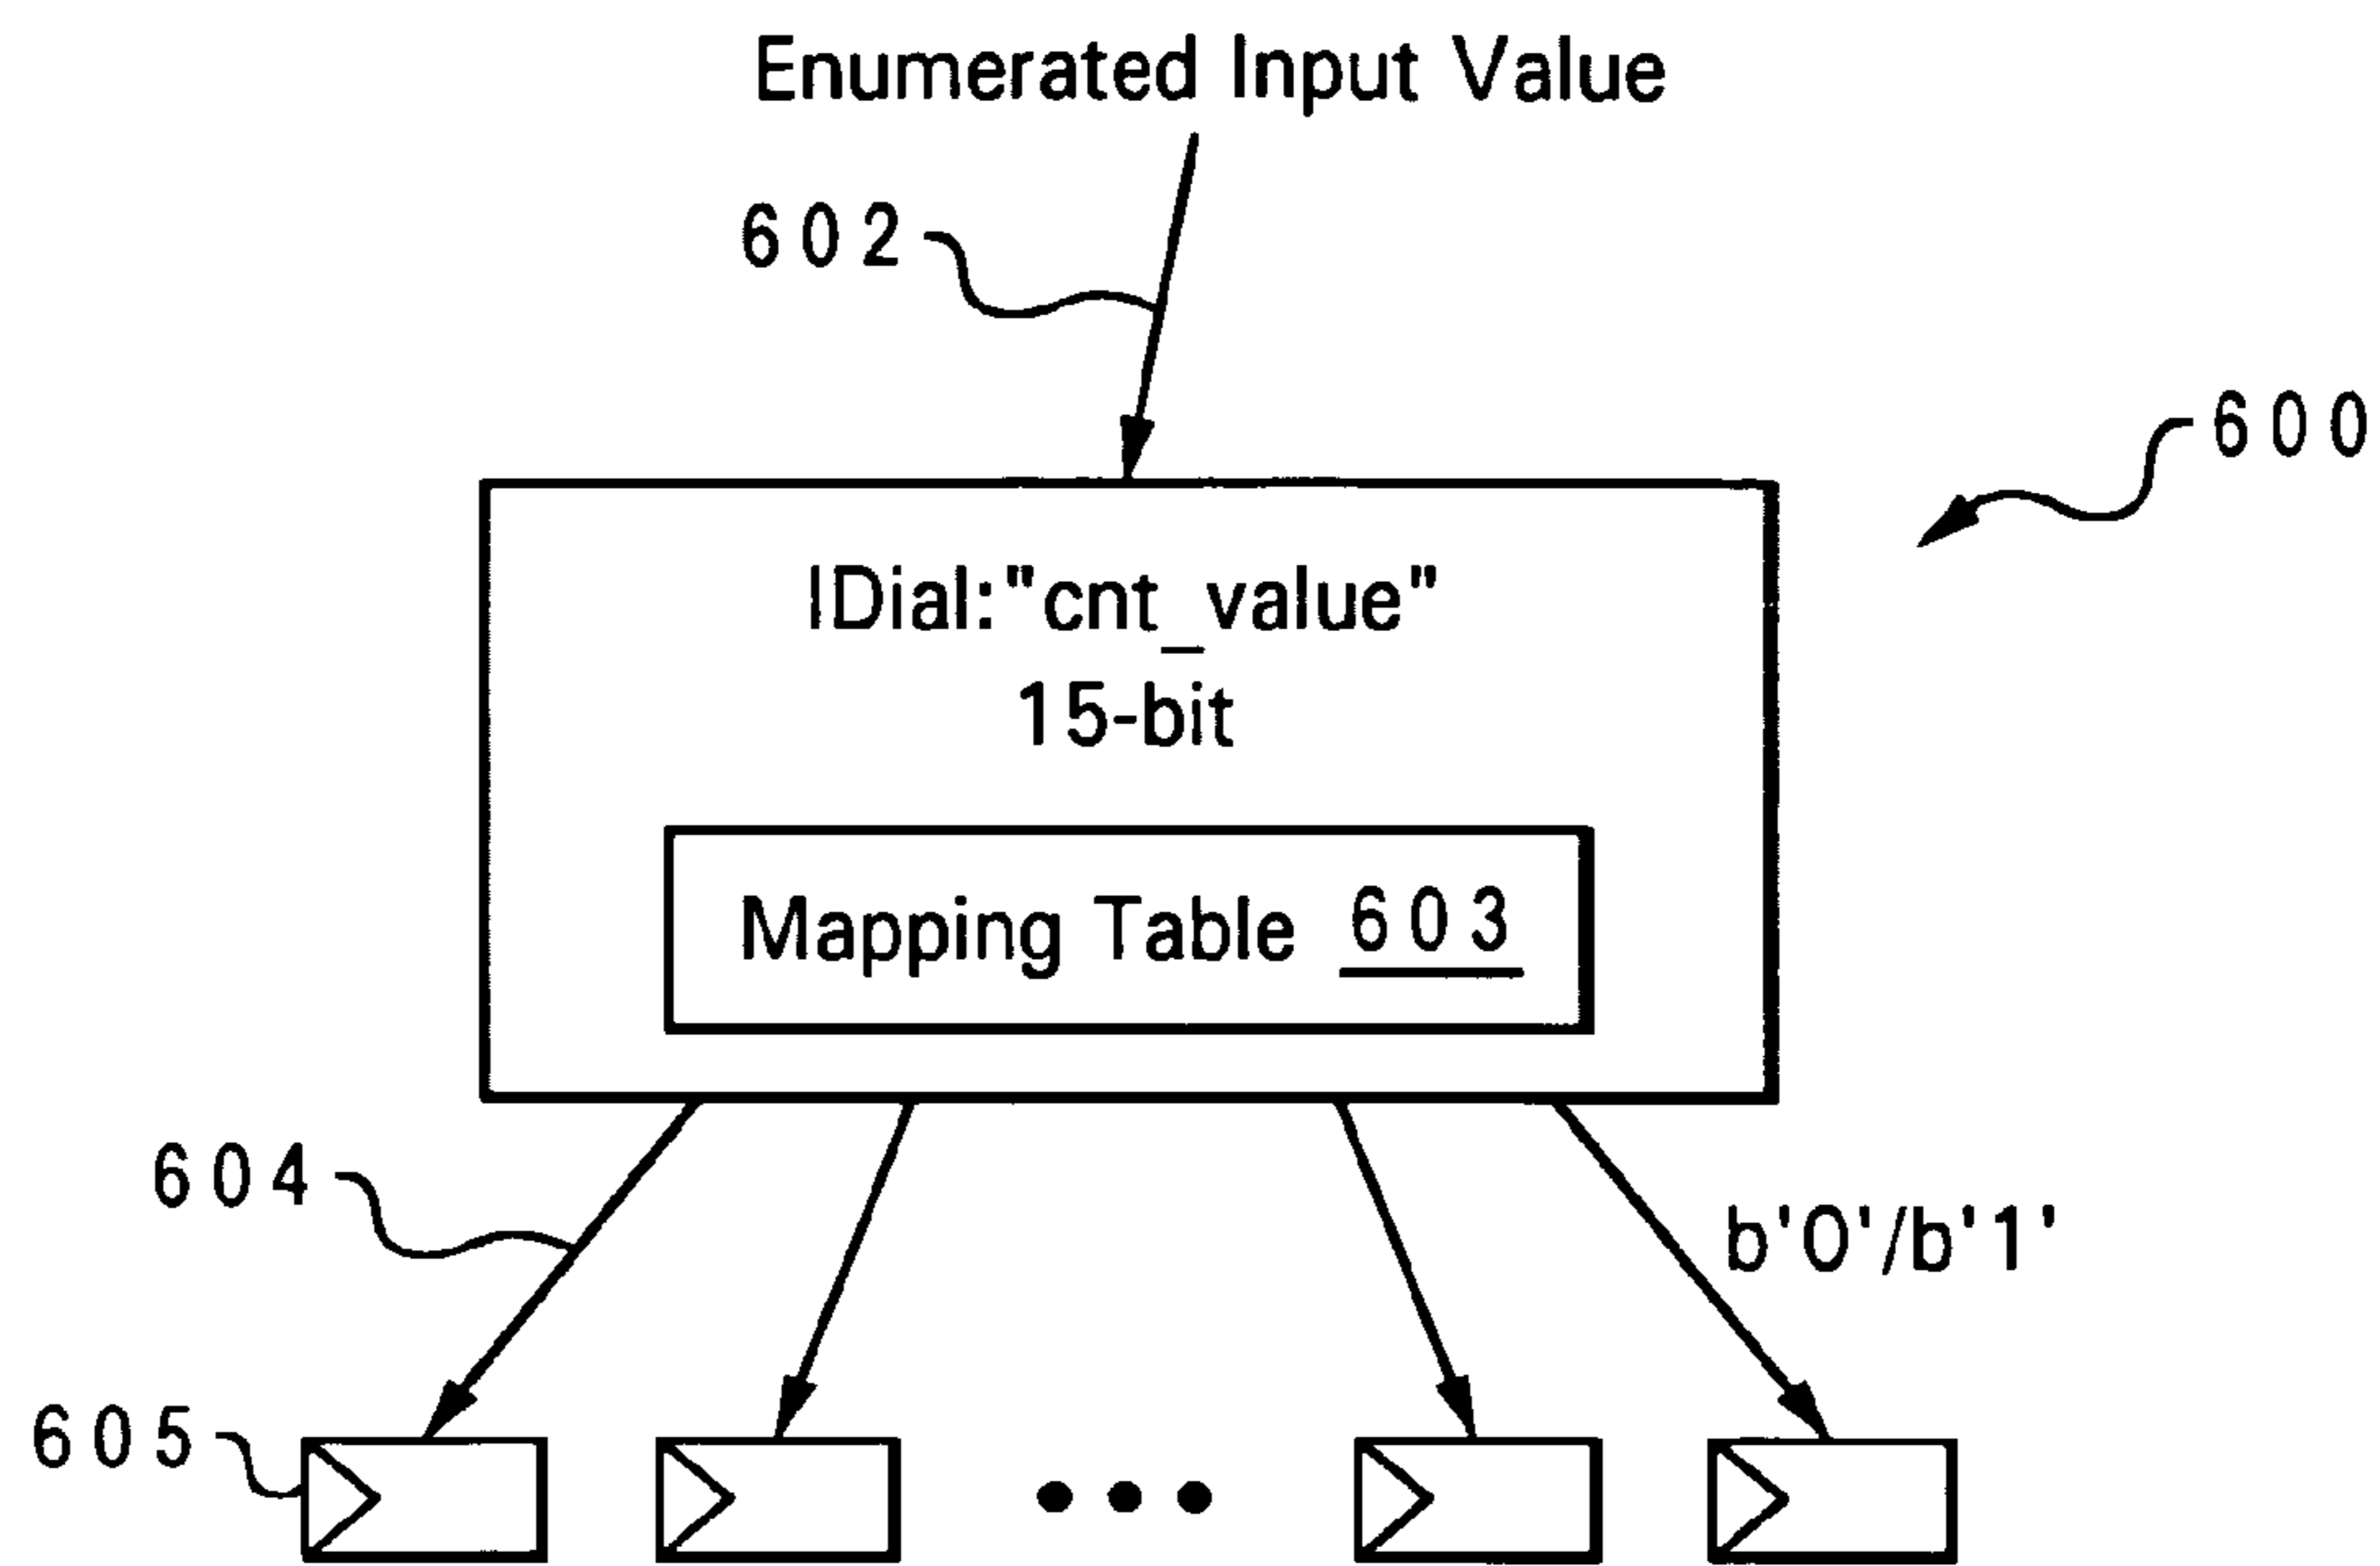 Enumerated Input Value
602
600
IDial:"cnt_value"
15-bit
Mapping Table 603
604
b'0'/b'1'
605